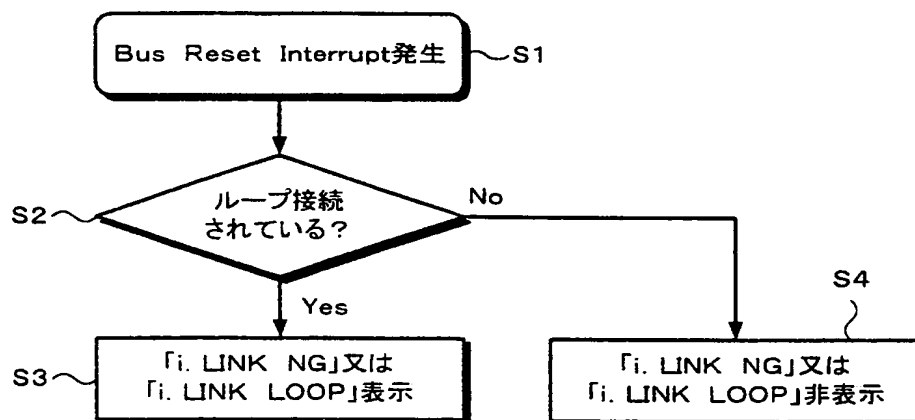 Bus Reset Interrupt発生
S1
ループ接続
されている?
S2
No
Yes
S4
「i. LINK NG」又は
「i. LINK LOOP」表示
S3
「i. LINK NG」又は
「i. LINK LOOP」非表示